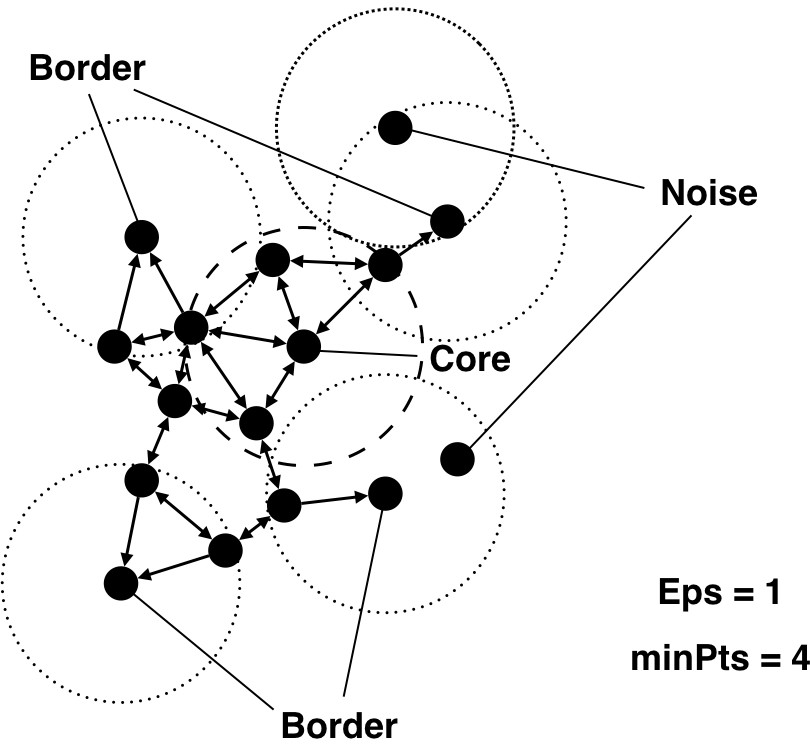 Border
Noise
Core
Eps = 1
minPts = 4
Border